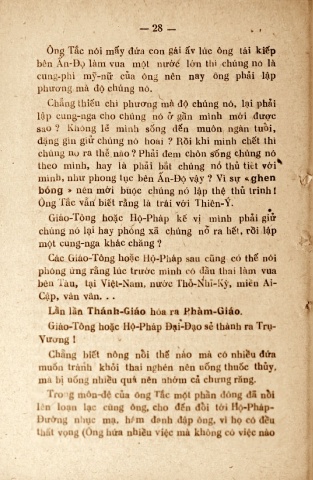 — 28 —
Ông Tắc nói mấy đứa con gái ấy lúc ông tái kiếp
bên Ấn-Độ làm vua một nước lớn thì chúng nó là
cung-phi mỹ-nữ của ông nên nay ông phải lập
phương mà độ chúng nó.
Chẳng thiếu chi phương mà độ chúng nó, lại phải
lập cung-nga cho chúng nó ở gần mình mới được
sao ? Không lẽ mình sống đến muôn ngàn tuổi,
đặng gìn giữ chúng nó hoài ? Rồi khi mình chết thì
chúng nó ra thế nào ? Phải đem chôn sống chúng nó
theo mình, hay là phải bắt chúng nó thủ tiết với
mình, như phong tục bên Ấn-Độ vậy ? Vì sự «ghen
bóng» nên mới buộc chúng nó lập thệ thủ trinh !
Ông Tắc vẫn biết rằng là trái với Thiên-Ý.
Giáo-Tông hoặc Hộ-Pháp kế vị mình phải giữ
chúng nó lại hay phóng xả chúng nó ra hết, rồi lập
một cung-nga khác chăng ?
Các Giáo-Tông hoặc Hộ-Pháp sau cũng có thể nói
phỏng ứng rằng lúc trước mình có đầu thai làm vua
bên Tàu, tại Việt-Nam, nước Thổ-Nhĩ-Kỳ, miền Ai-
Cập, vân vân. . .
Lần lần Thánh-Giáo hóa ra Phàm-Giáo.
Giáo-Tông hoặc Hộ-Pháp Đại-Đạo sẽ thành ra Trụ-
Vương !
Chẳng biết nông nỗi thế nào mà có nhiều đứa
muốn tránh khỏi thai nghén nên uống thuốc thủy,
mà bị uống nhiều quá nên nhớm cả chưng răng.
Trong môn-đệ của ông Tắc một phần đông đã nổi
lên loạn lạc cùng ông, cho đến đỗi tới Hộ-Pháp-
Đường nhục mạ, hăm đánh đập ông, vì họ có đều
thất vọng (Ông hứa nhiều việc mà không có việc nào